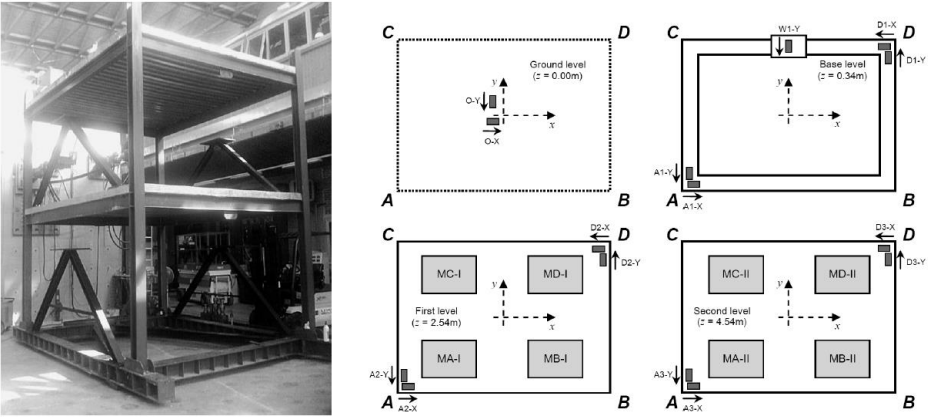 C
D
Ground level
(z = 0.00m)
y
O-Y
x
O-X
A
B
C
W1-Y
D1-X
D
D1-Y
Base level
(z = 0.34m)
y
x
A1-Y
A
A1-X
B
C
D2-X
D
D2-Y
MC-I
MD-I
y
First level
(z = 2.54m)
x
MA-I
MB-I
A2-Y
A
A2-X
B
C
D3-X
D
D3-Y
MC-II
MD-II
y
Second level
(z = 4.54m)
x
MA-II
MB-II
A3-Y
A
A3-X
B